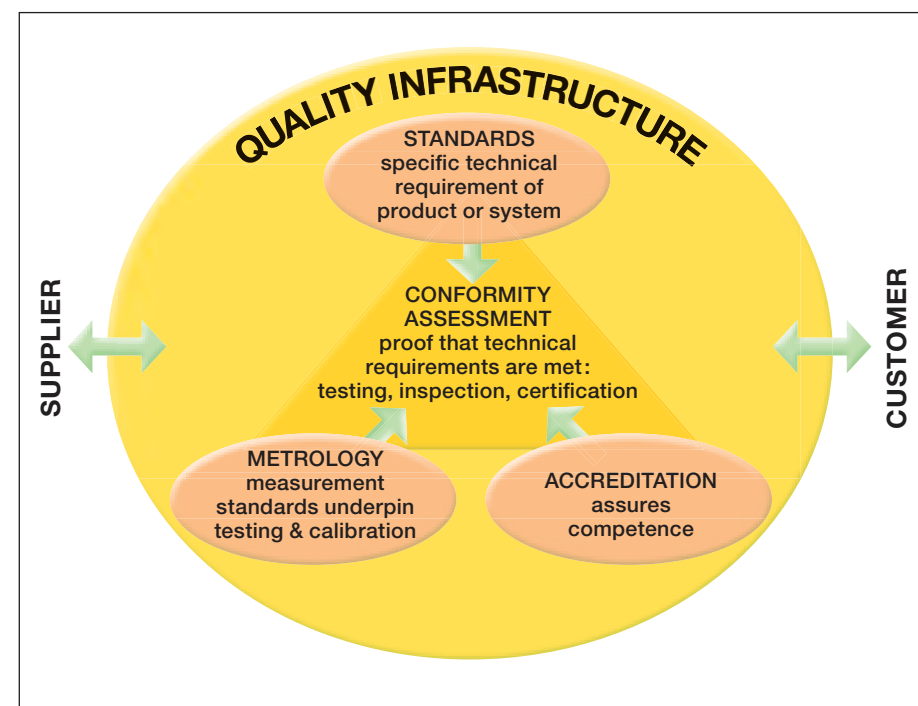 QUALITY INFRASTRUCTURE
STANDARDS
specific technical
requirement of
product or system
SUPPLIER
CONFORMITY
ASSESSMENT
proof that technical
requirements are met:
testing, inspection, certification
CUSTOMER
METROLOGY
measurement
standards underpin
testing & calibration
ACCREDITATION
assures
competence